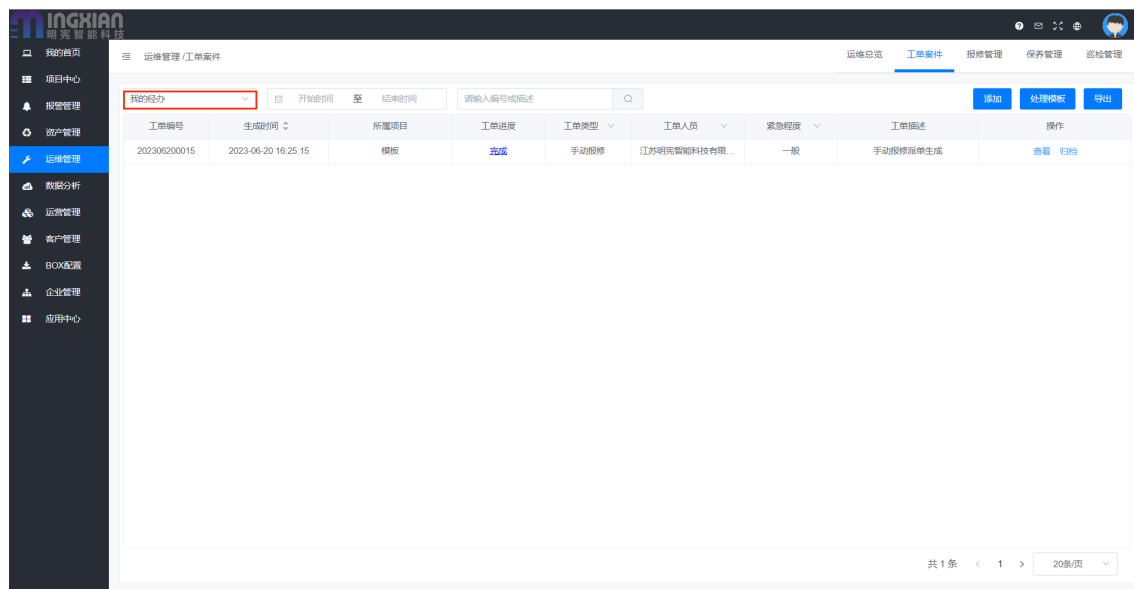 MINGXIAN
明宪智能科技
我的首页
项目中心
报警管理
资产管理
运维管理
数据分析
运营管理
客户管理
BOX配置
企业管理
应用中心
运维管理 /工单案件
运维总览 工单案件 报修管理 保养管理 巡检管理
我的经办 开始时间 至 结束时间 请输入编号或描述 添加 处理模板 导出
工单编号 生成时间 所属项目 工单进度 工单类型 工单人员 紧急程度 工单描述 操作
202306200015 2023-06-20 16:25:15 模板 完成 手动报修 江苏明宪智能科技有限... 一般 手动报修派单生成 查看 归档
共 1 条 < 1 > 20条/页